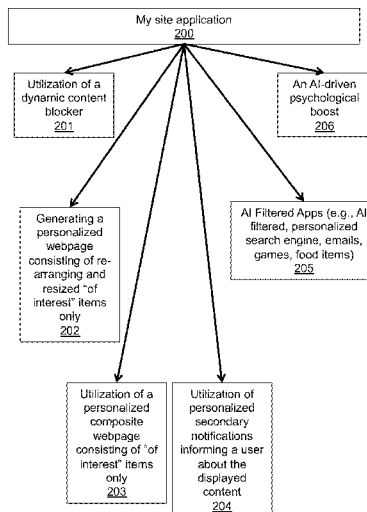 My site application
200
Utilization of a
dynamic content
blocker
201
An AI-driven
psychological
boost
206
Generating a
personalized
webpage
consisting of re-
arranging and
resized “of
interest” items
only
202
AI Filtered Apps (e.g., AI
filtered, personalized
search engine, emails,
games, food items)
205
Utilization of a
personalized
composite
webpage
consisting of “of
interest” items
only
203
Utilization of
personalized
secondary
notifications
informing a user
about the
displayed
content
204